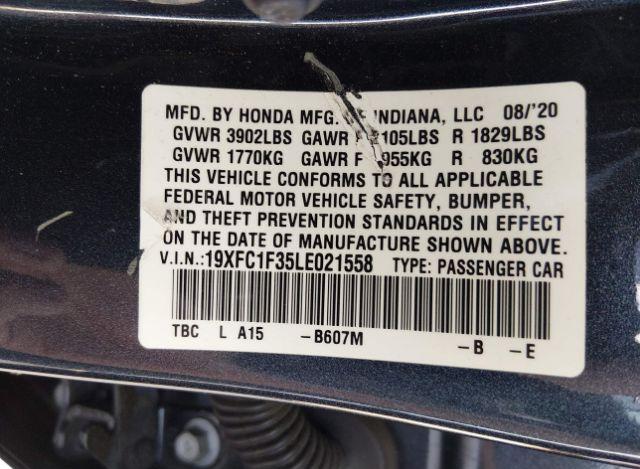 MFD. BY HONDA MFG. OF INDIANA, LLC 08/'20
GVWR 3902LBS GAWR F 2105LBS R 1829LBS
GVWR 1770KG GAWR F 955KG R 830KG
THIS VEHICLE CONFORMS TO ALL APPLICABLE
FEDERAL MOTOR VEHICLE SAFETY, BUMPER,
AND THEFT PREVENTION STANDARDS IN EFFECT
ON THE DATE OF MANUFACTURE SHOWN ABOVE.
V.I.N.:19XFC1F35LE021558 TYPE: PASSENGER CAR
TBC L A15 -B607M -B -E